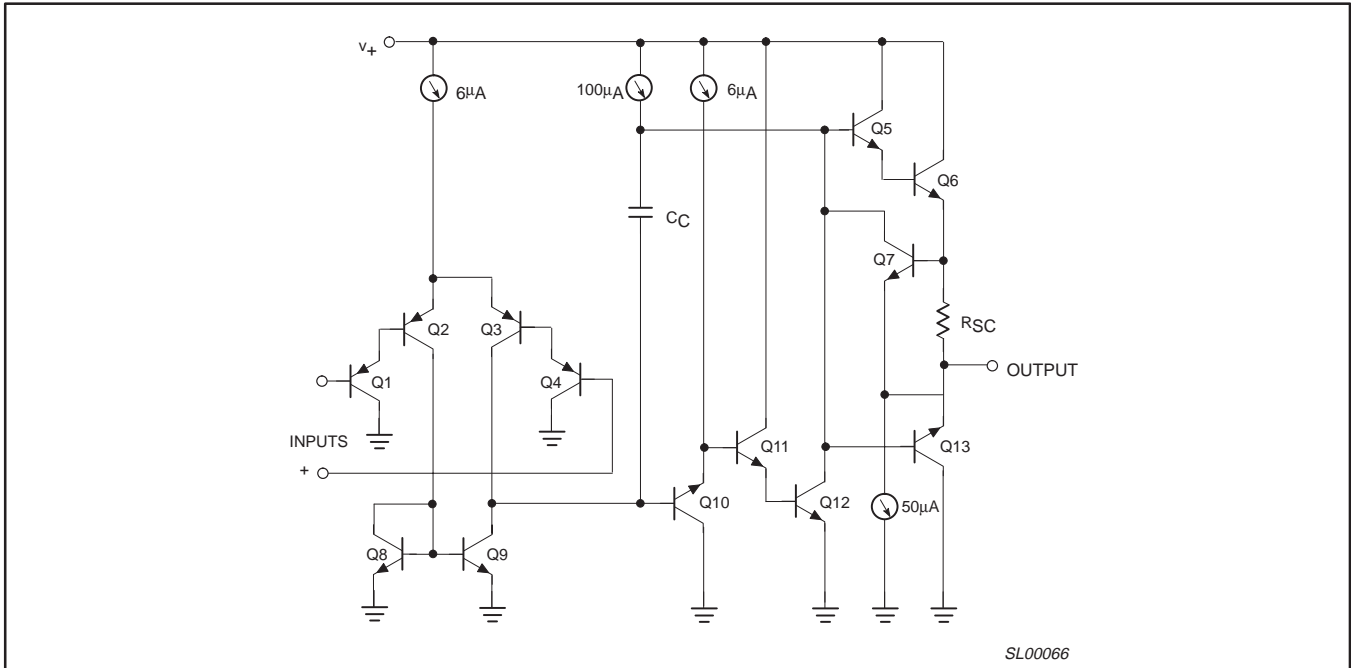 V+
6µA
100µA
6µA
Q5
Q6
CC
Q7
Q2
Q3
RSC
Q1
Q4
OUTPUT
INPUTS
+
Q11
Q13
Q10
Q12
50µA
Q8
Q9
SL00066